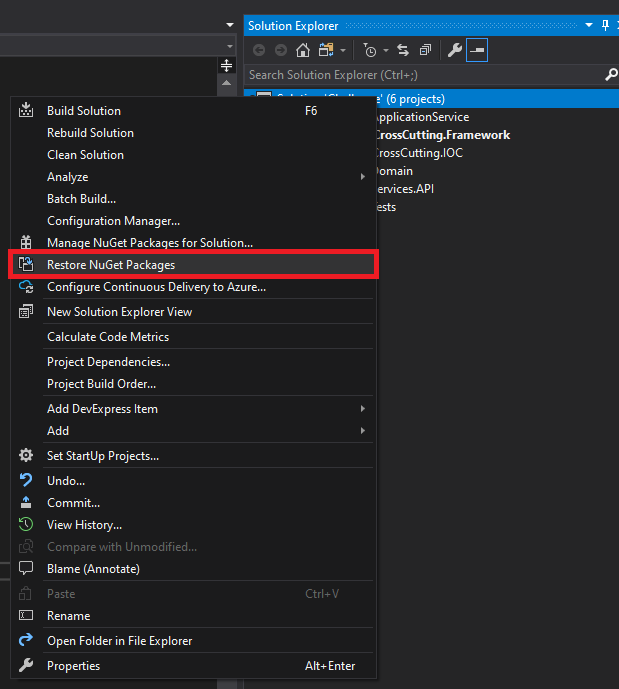 Solution Explorer
Search Solution Explorer (Ctrl+;)
(6 projects)
Build Solution F6
ApplicationService
Rebuild Solution
CrossCutting.Framework
Clean Solution
CrossCutting.IOC
Analyze
Domain
Batch Build...
Services.API
Configuration Manager...
Tests
Manage NuGet Packages for Solution...
Restore NuGet Packages
Configure Continuous Delivery to Azure...
New Solution Explorer View
Calculate Code Metrics
Project Dependencies...
Project Build Order...
Add DevExpress Item
Add
Set StartUp Projects...
Undo...
Commit...
View History...
Compare with Unmodified...
Blame (Annotate)
Paste Ctrl+V
Rename
Open Folder in File Explorer
Properties Alt+Enter